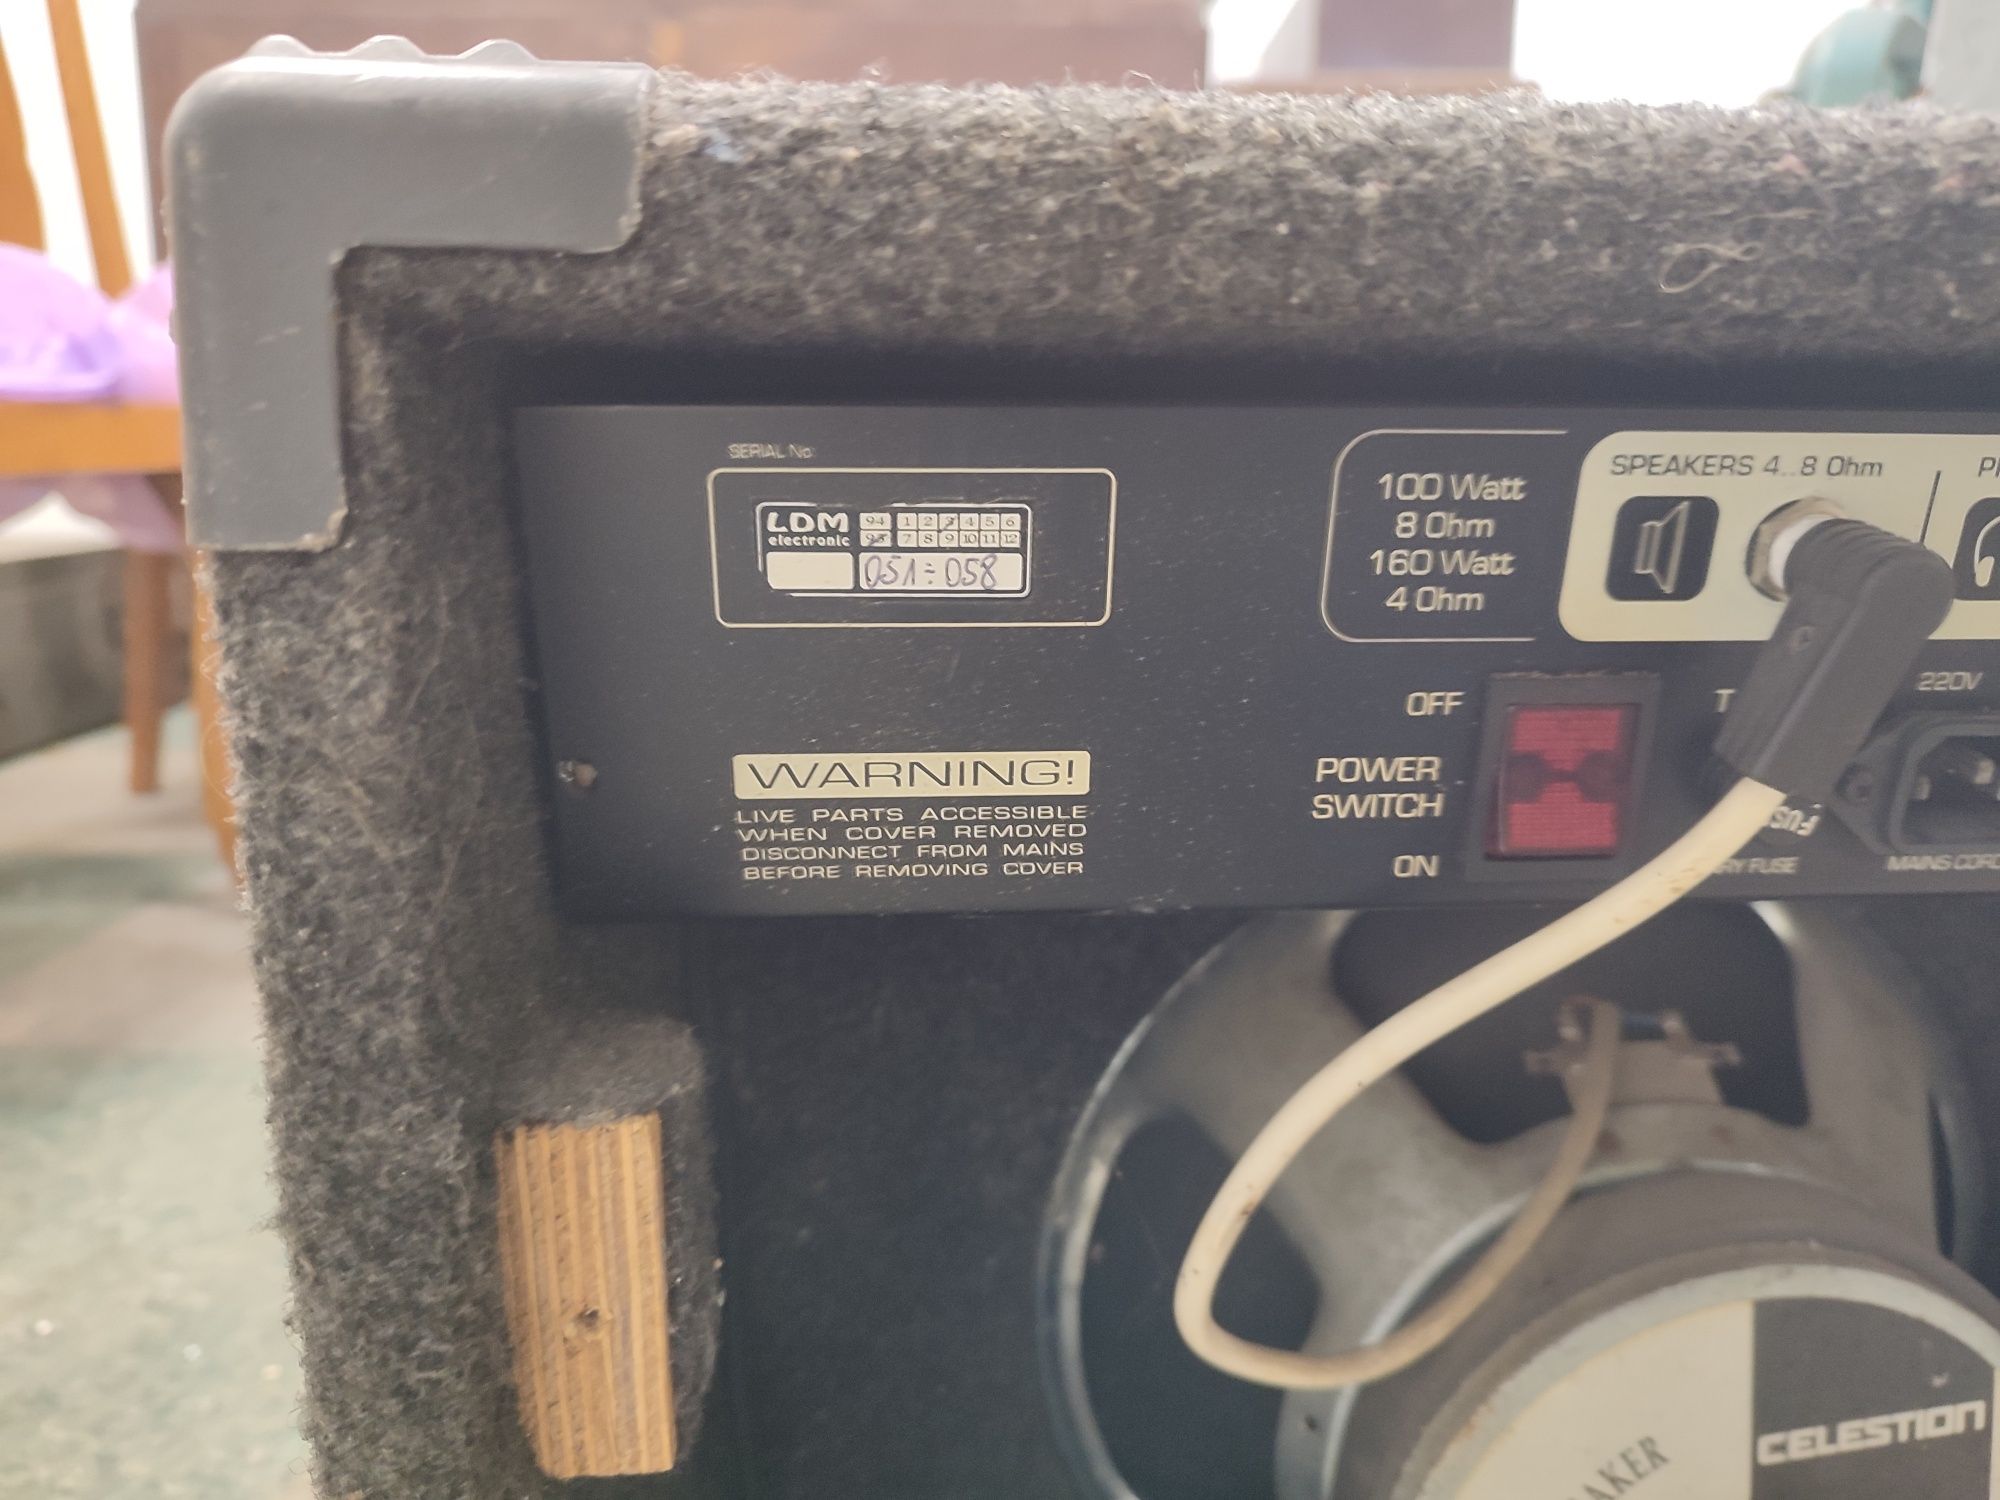 SERIAL No:
LDM
electronic
94 1 2 3 4 5 6
95 7 8 9 10 11 12
051÷058
100 Watt
8 Ohm
160 Watt
4 Ohm
SPEAKERS 4..8 Ohm
OFF
POWER
SWITCH
ON
220V
WARNING!
LIVE PARTS ACCESSIBLE
WHEN COVER REMOVED
DISCONNECT FROM MAINS
BEFORE REMOVING COVER
FUSE
MAINS
CELESTION